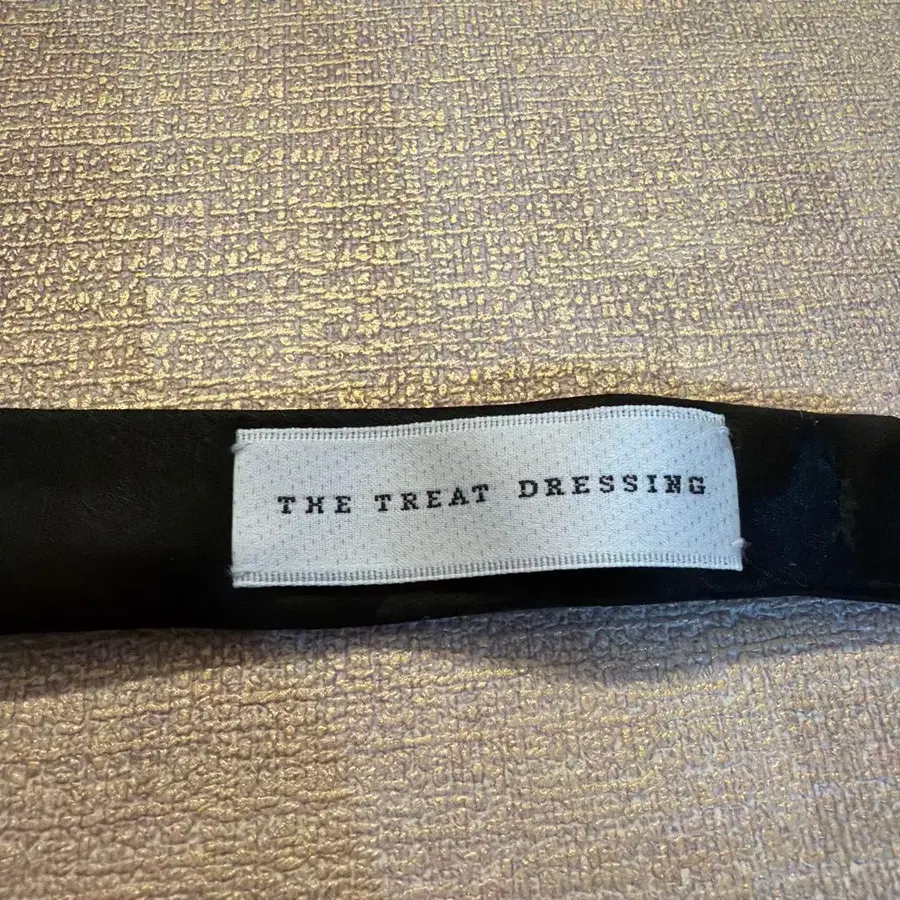 THE TREAT DRESSING